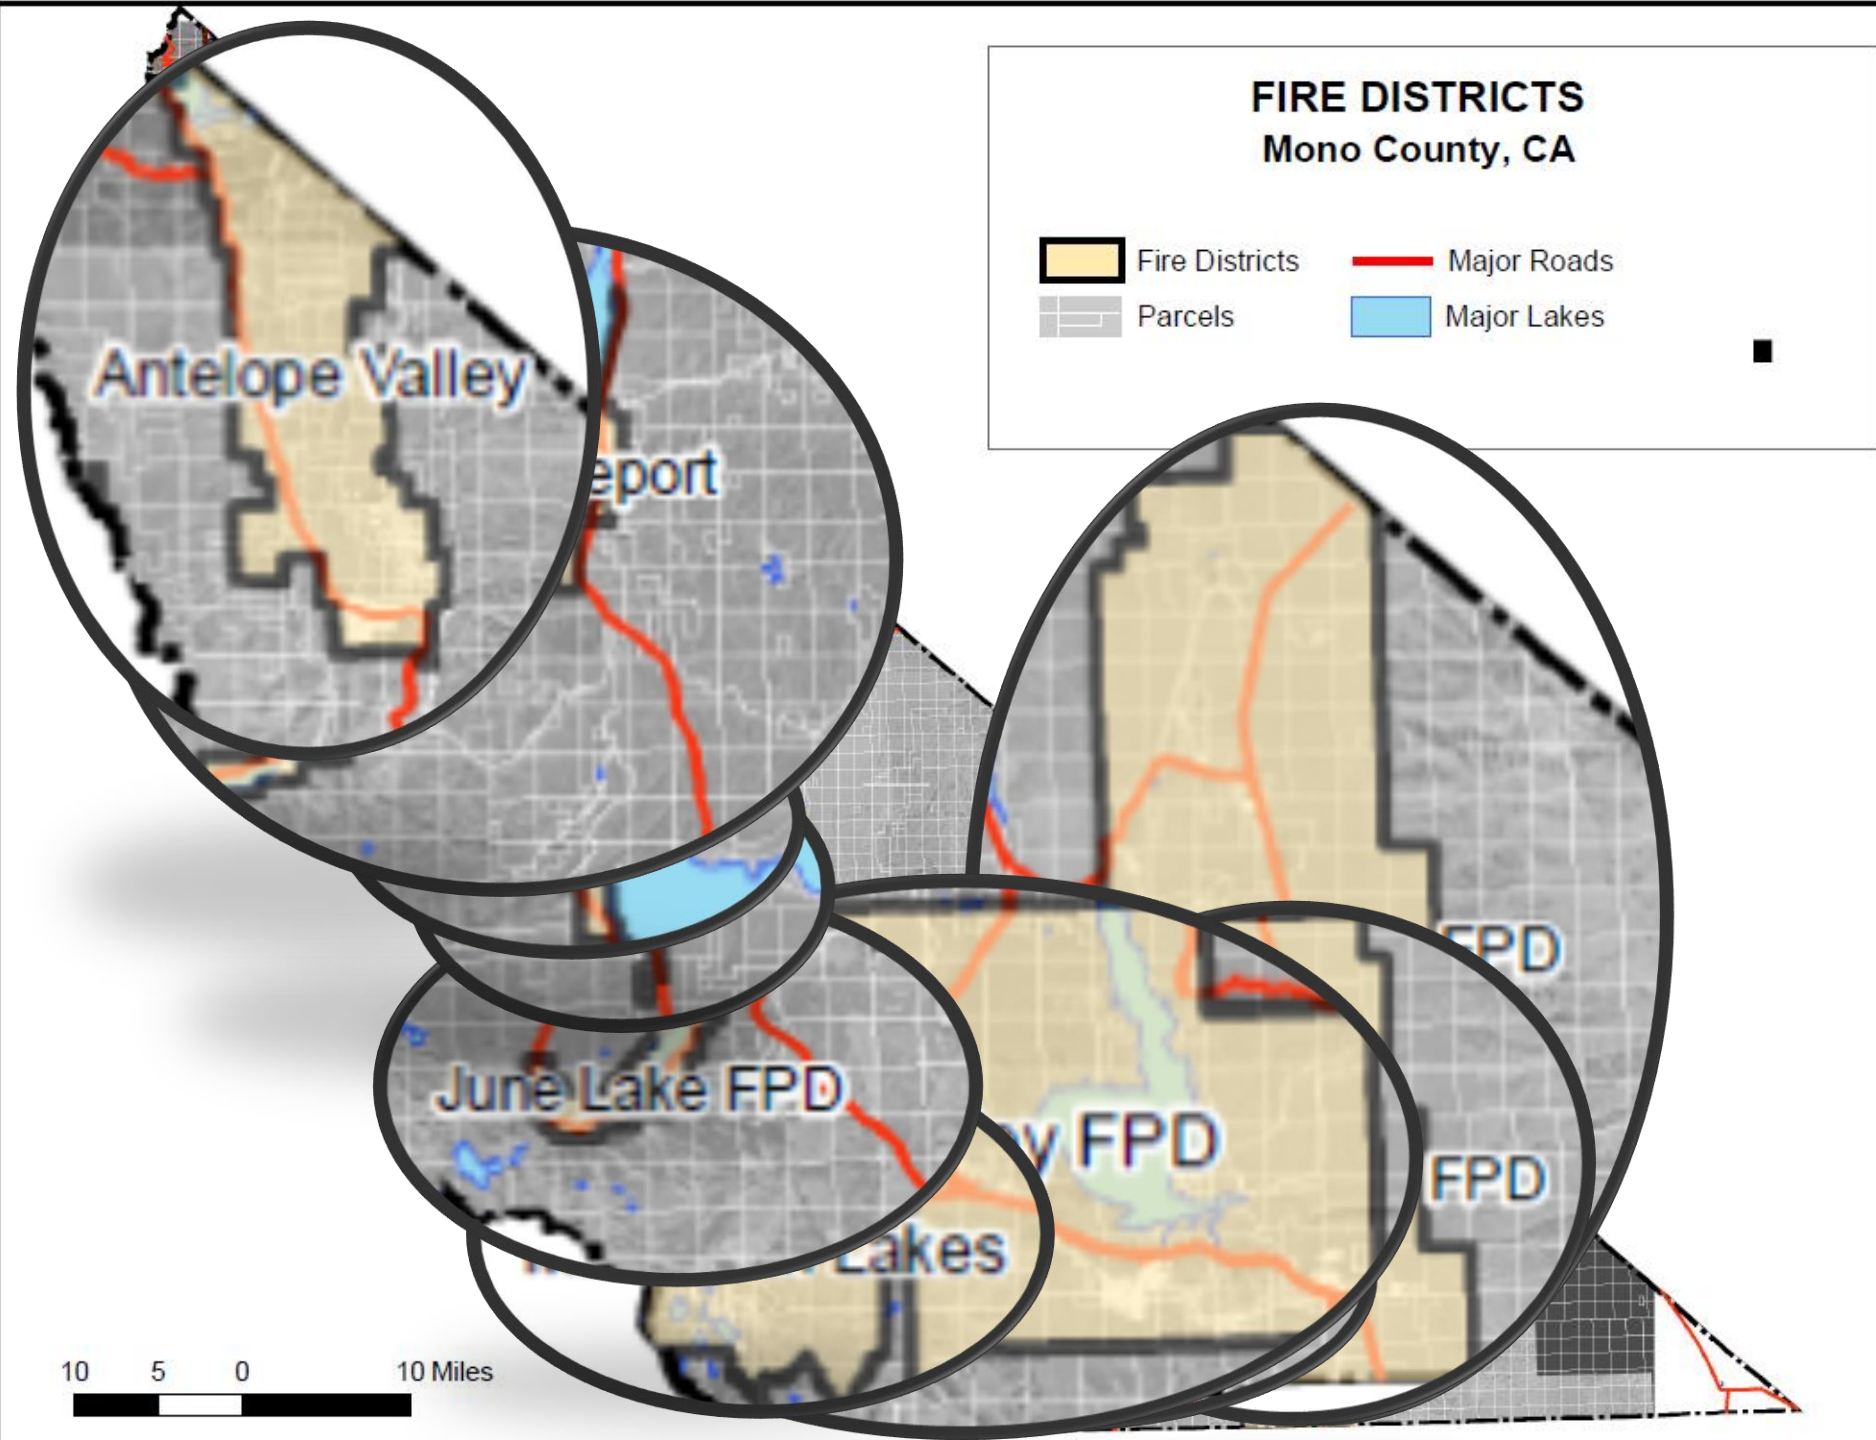 FIRE DISTRICTS
Mono County, CA
Fire Districts
Major Roads
Parcels
Major Lakes
Antelope Valley
eport
FPD
June Lake FPD
y FPD
FPD
Lakes
10 5 0 10 Miles